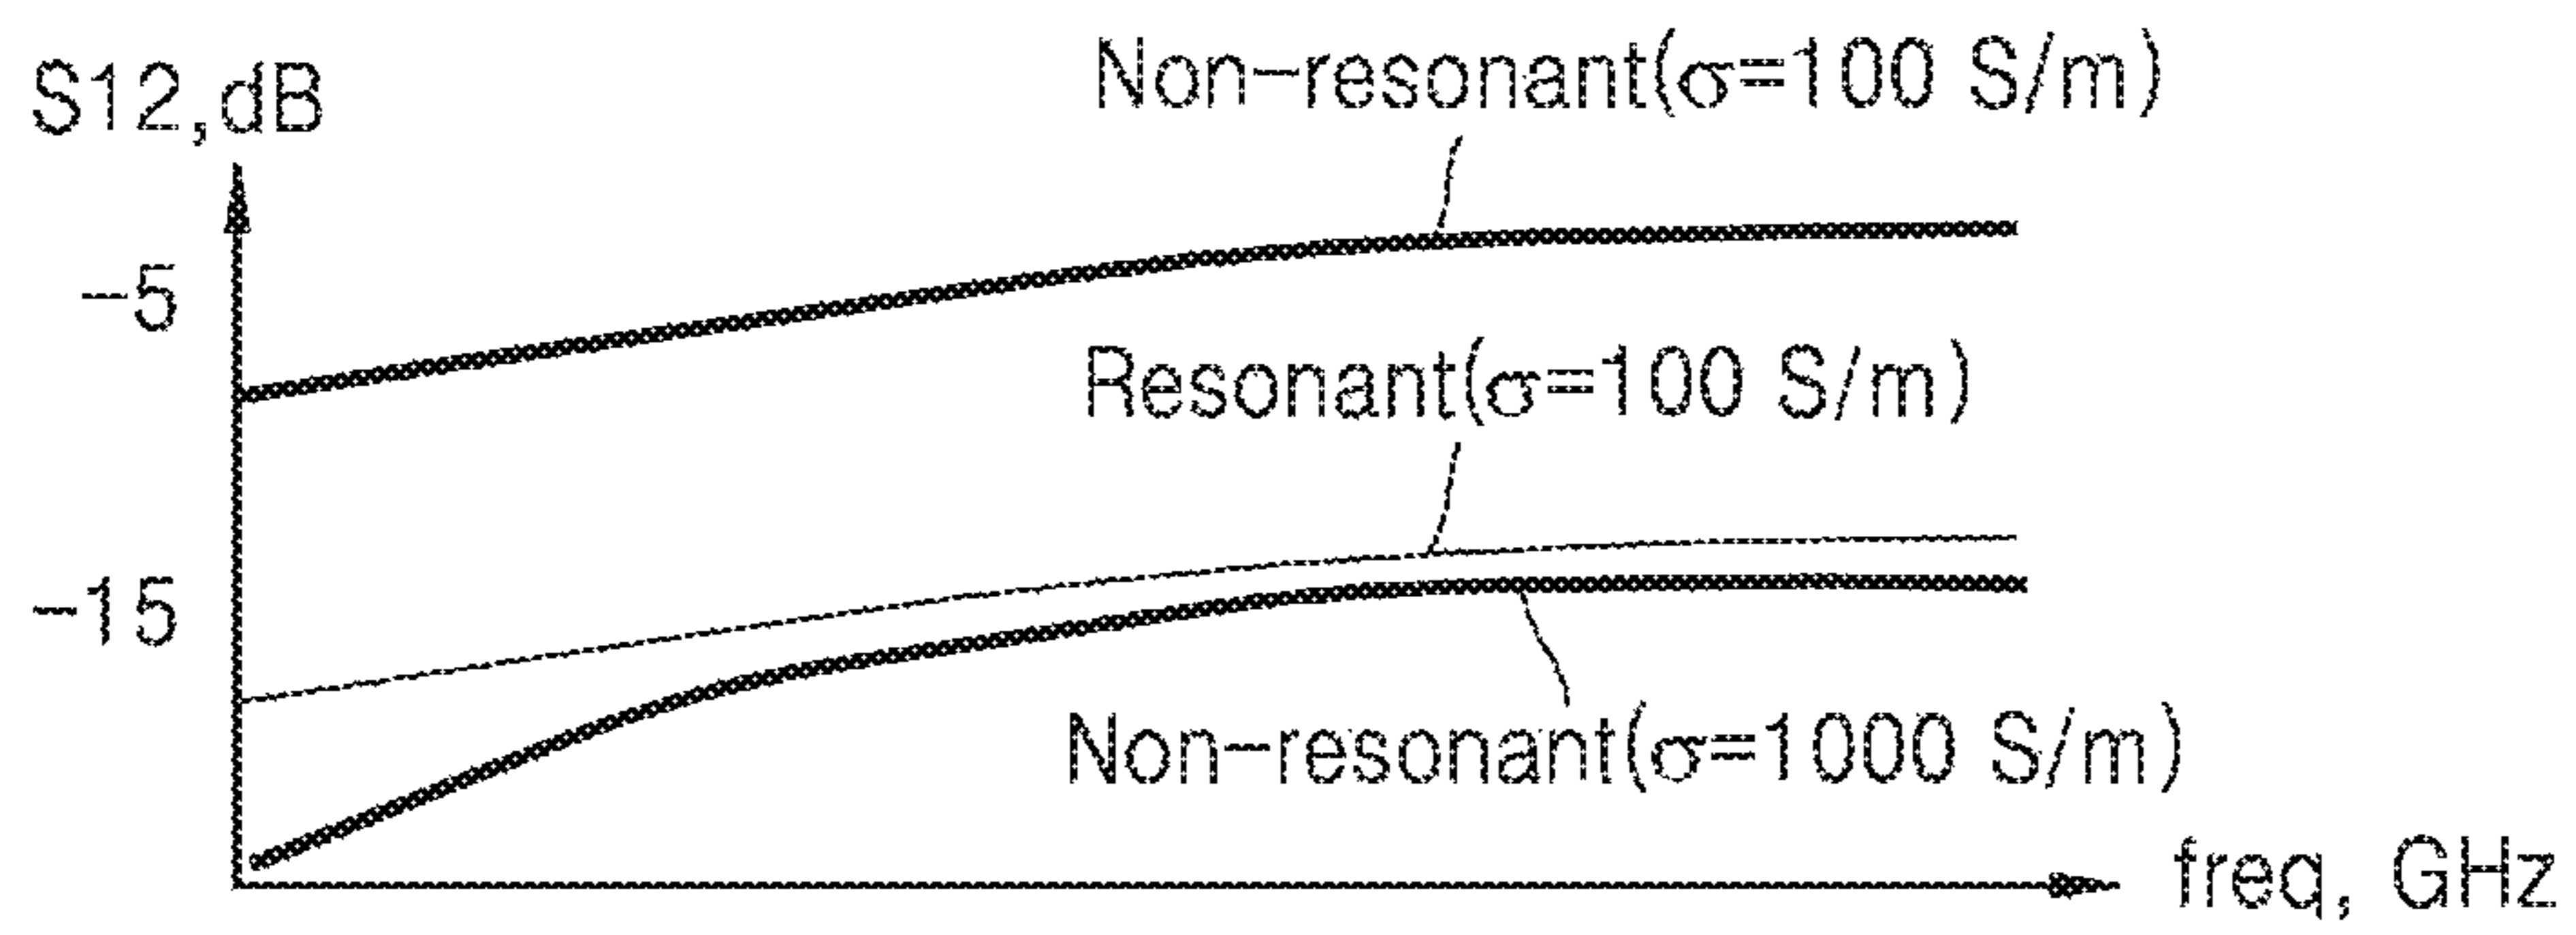 Non-resonant(σ=100 S/m)
S12,dB
-5
Resonant(σ=100 S/m)
-15
Non-resonant(σ=1000 S/m)
freq, GHz